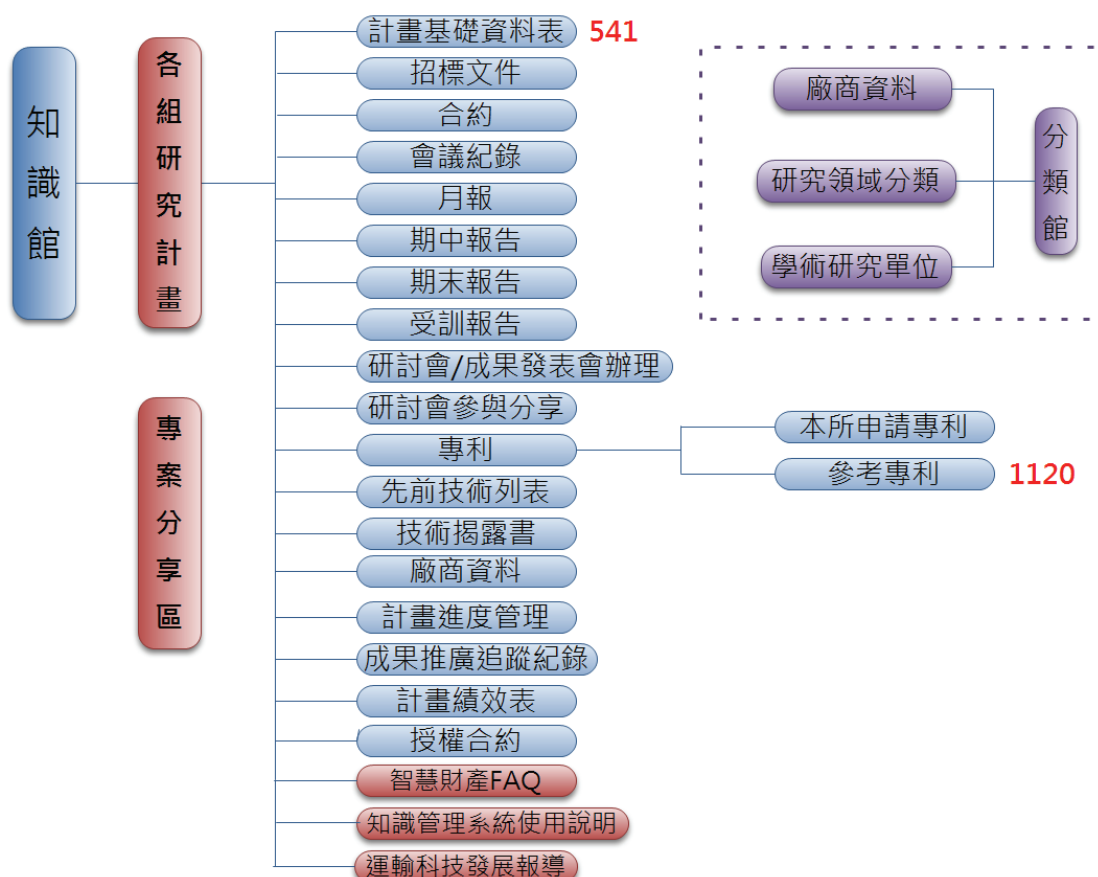 知識館
各組研究計畫
專案分享區
計畫基礎資料表 541
招標文件
合約
會議紀錄
月報
期中報告
期末報告
受訓報告
研討會/成果發表會辦理
研討會參與分享
專利
本所申請專利
參考專利 1120
先前技術列表
技術揭露書
廠商資料
計畫進度管理
成果推廣追蹤紀錄
計畫績效表
授權合約
智慧財產FAQ
知識管理系統使用說明
運輸科技發展報導
廠商資料
研究領域分類
學術研究單位
分類館